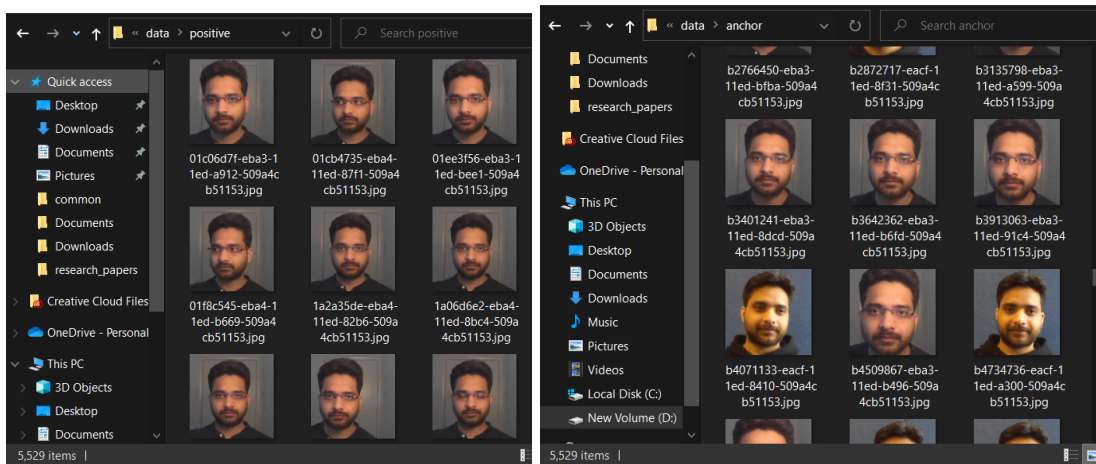 « data > positive
Search positive
Quick access
Desktop
Downloads
Documents
Pictures
common
Documents
Downloads
research_papers
Creative Cloud Files
OneDrive - Personal
This PC
3D Objects
Desktop
Documents
01c06d7f-eba3-1
1ed-a912-509a4c
b51153.jpg
01cb4735-eba4-
11ed-87f1-509a4
cb51153.jpg
01ee3f56-eba3-1
1ed-bee1-509a4
cb51153.jpg
01f8c545-eba4-1
1ed-b669-509a4
cb51153.jpg
1a2a35de-eba4-
11ed-82b6-509a
4cb51153.jpg
1a06d6e2-eba4-
11ed-8bc4-509a
4cb51153.jpg
5,529 items
« data > anchor
Search anchor
Documents
Downloads
research_papers
Creative Cloud Files
OneDrive - Personal
This PC
3D Objects
Desktop
Documents
Downloads
Music
Pictures
Videos
Local Disk (C:)
New Volume (D:)
b2766450-eba3-
11ed-bfba-509a4
cb51153.jpg
b2872717-eacf-1
1ed-8f31-509a4c
b51153.jpg
b3135798-eba3-
11ed-a599-509a
4cb51153.jpg
b3401241-eba3-
11ed-8dcd-509a
4cb51153.jpg
b3642362-eba3-
11ed-b6fd-509a4
cb51153.jpg
b3913063-eba3-
11ed-91c4-509a4
cb51153.jpg
b4071133-eacf-1
1ed-8410-509a4c
b51153.jpg
b4509867-eba3-
11ed-b496-509a
4cb51153.jpg
b4734736-eacf-1
1ed-a300-509a4c
b51153.jpg
5,529 items